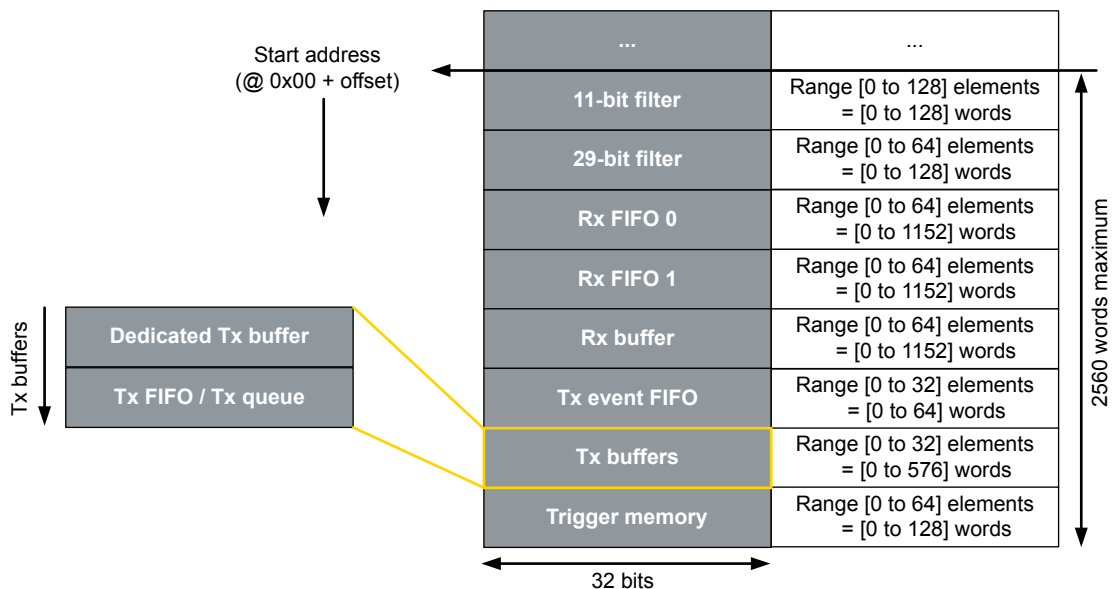 ...
...
Start address
(@ 0x00 + offset)
11-bit filter
Range [0 to 128] elements
= [0 to 128] words
29-bit filter
Range [0 to 64] elements
= [0 to 128] words
Rx FIFO 0
Range [0 to 64] elements
= [0 to 1152] words
Rx FIFO 1
Range [0 to 64] elements
= [0 to 1152] words
Rx buffer
Range [0 to 64] elements
= [0 to 1152] words
Tx event FIFO
Range [0 to 32] elements
= [0 to 64] words
Tx buffers
Range [0 to 32] elements
= [0 to 576] words
Trigger memory
Range [0 to 64] elements
= [0 to 128] words
2560 words maximum
32 bits
Tx buffers
Dedicated Tx buffer
Tx FIFO / Tx queue